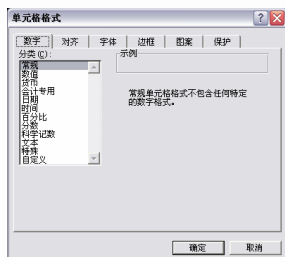 单元格格式
数字 对齐 字体 边框 图案 保护
分类(C):
示例
常规
数值
货币
会计专用
日期
时间
百分比
分数
科学记数
文本
特殊
自定义
常规单元格格式不包含任何特定
的数字格式。
确定 取消